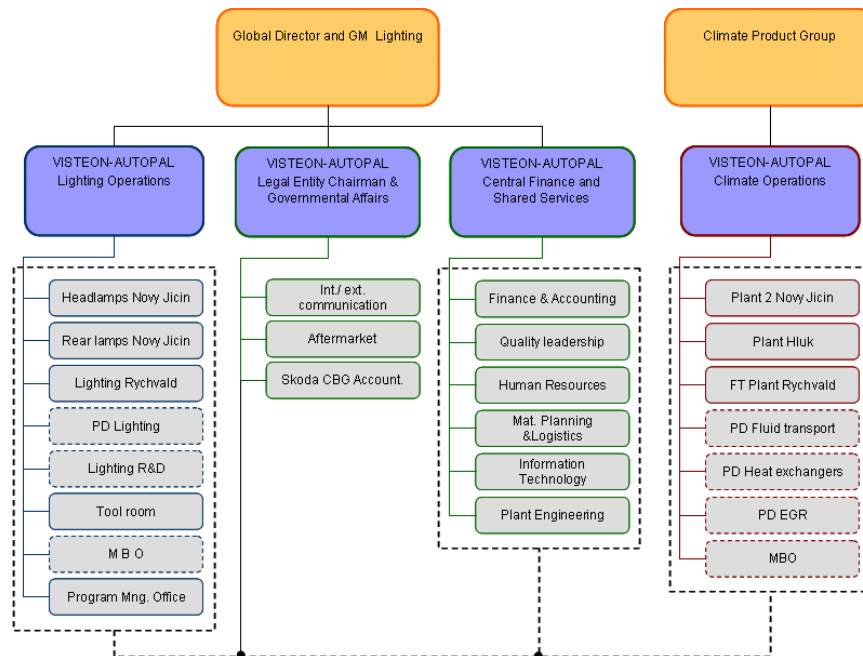 Global Director and GM Lighting
Climate Product Group
VISTEON-AUTOPAL
Lighting Operations
VISTEON-AUTOPAL
Legal Entity Chairman &
Governmental Affairs
VISTEON-AUTOPAL
Central Finance and
Shared Services
VISTEON-AUTOPAL
Climate Operations
Headlamps Novy Jicin
Rear lamps Novy Jicin
Lighting Rychvald
PD Lighting
Lighting R&D
Tool room
M B O
Program Mng. Office
Int./ ext.
communication
Aftermarket
Skoda CBG Account.
Finance & Accounting
Quality leadership
Human Resources
Mat. Planning
&Logistics
Information
Technology
Plant Engineering
Plant 2 Nowy Jicin
Plant Hluk
FT Plant Rychvald
PD Fluid transport
PD Heat exchangers
PD EGR
MBO